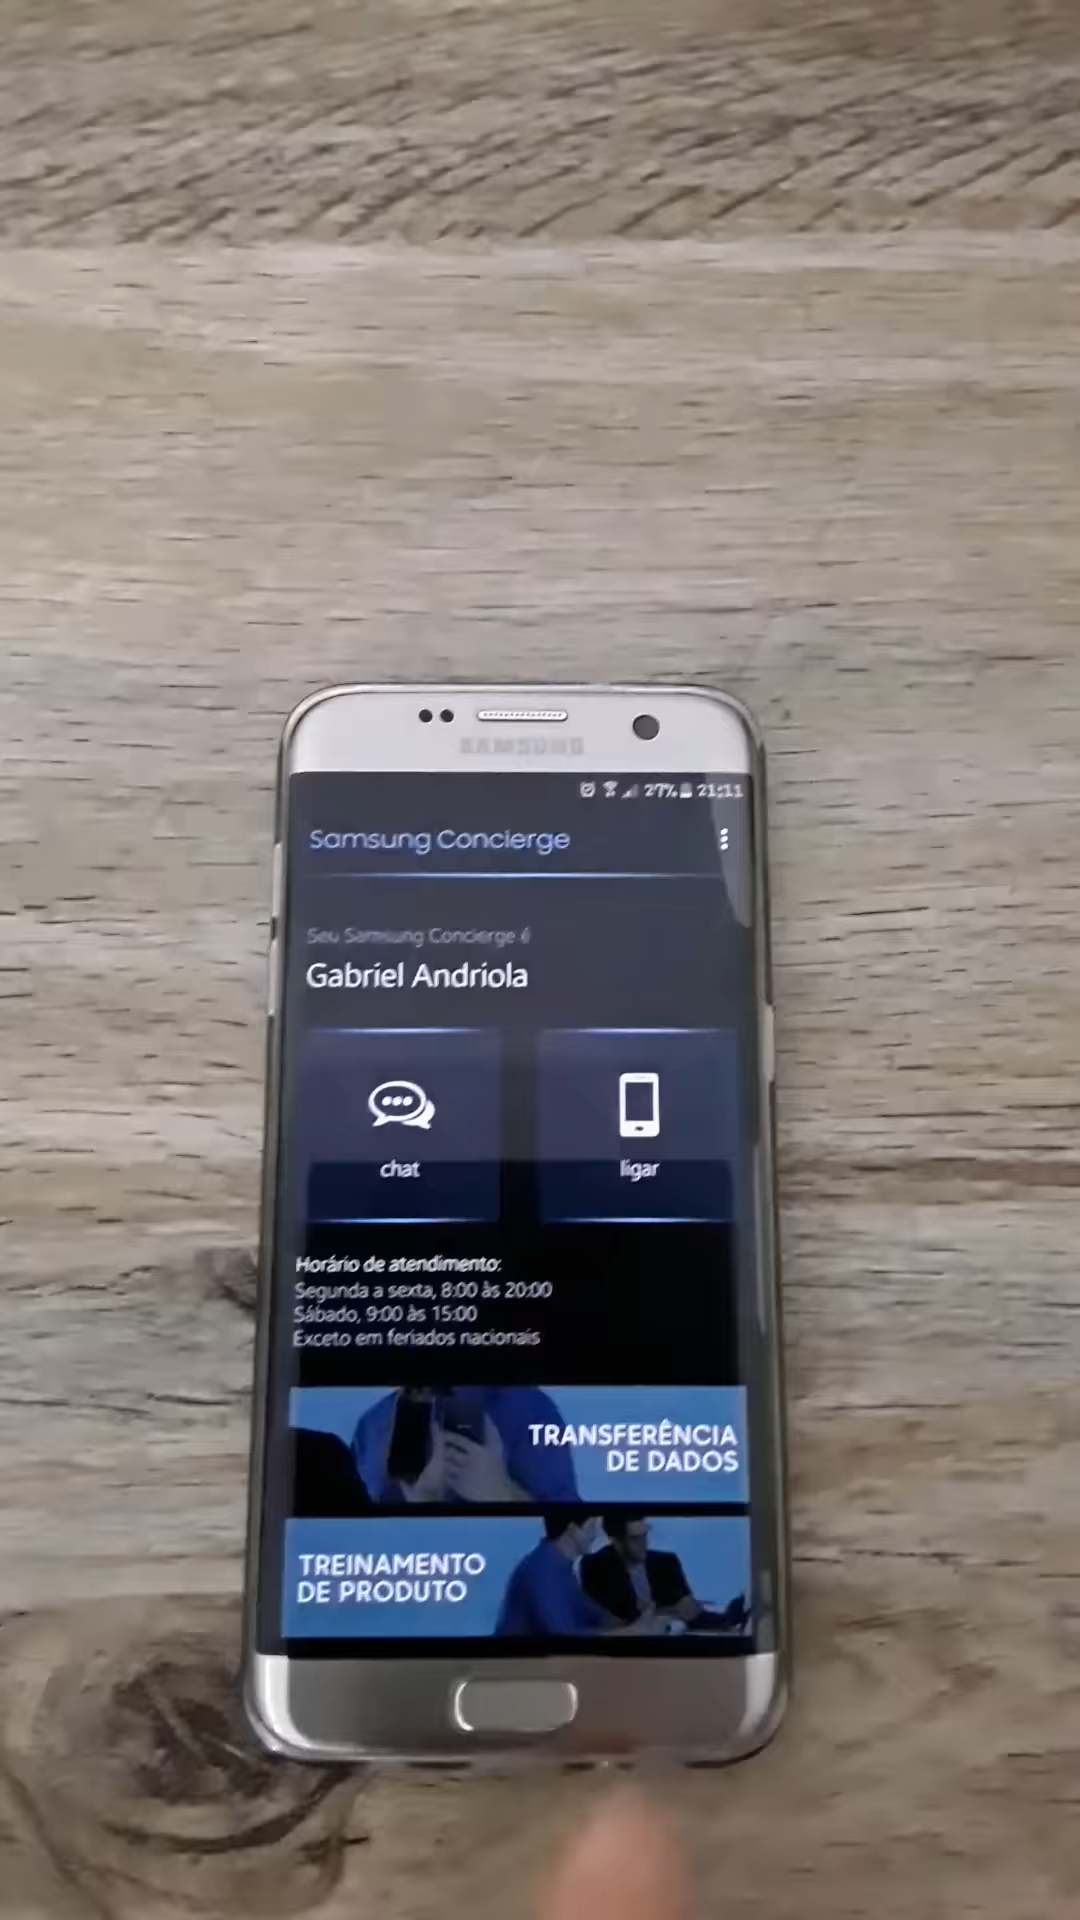 SAMSUNG
27% 21:11
Samsung Concierge
Seu Samsung Concierge é
Gabriel Andriola
chat
ligar
Horário de atendimento:
Segunda a sexta, 8:00 às 20:00
Sábado, 9:00 às 15:00
Exceto em feriados nacionais
TRANSFERÊNCIA
DE DADOS
TREINAMENTO
DE PRODUTO